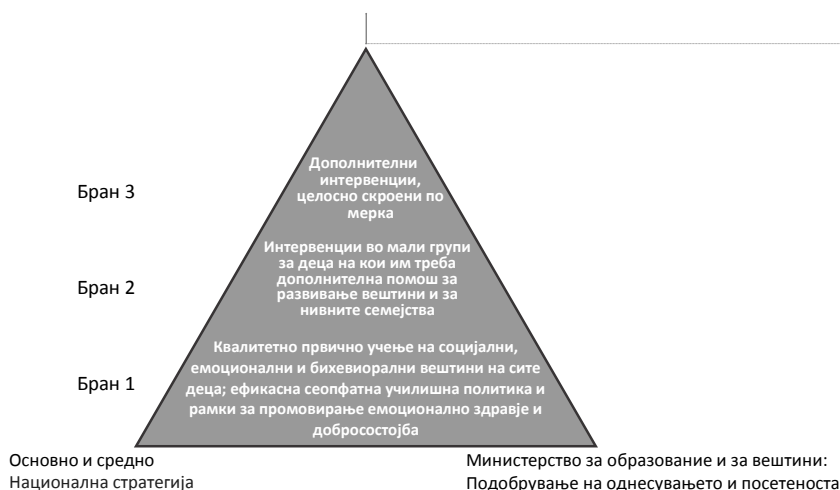 Дополнителни
интервенции,
целосно скроени по
мерка
Бран 3
Интервенции во мали групи
за деца на кои им треба
дополнителна помош за
развивање вештини и за
нивните семејства
Бран 2
Квалитетно првично учење на социјални,
емоционални и бихевиорални вештини на сите
деца; ефикасна сеопфатна училишна политика и
рамки за промовирање емоционално здравје и
добросостојба
Бран 1
Основно и средно
Национална стратегија
Министерство за образование и за вештини:
Подобрување на однесувањето и посетеноста